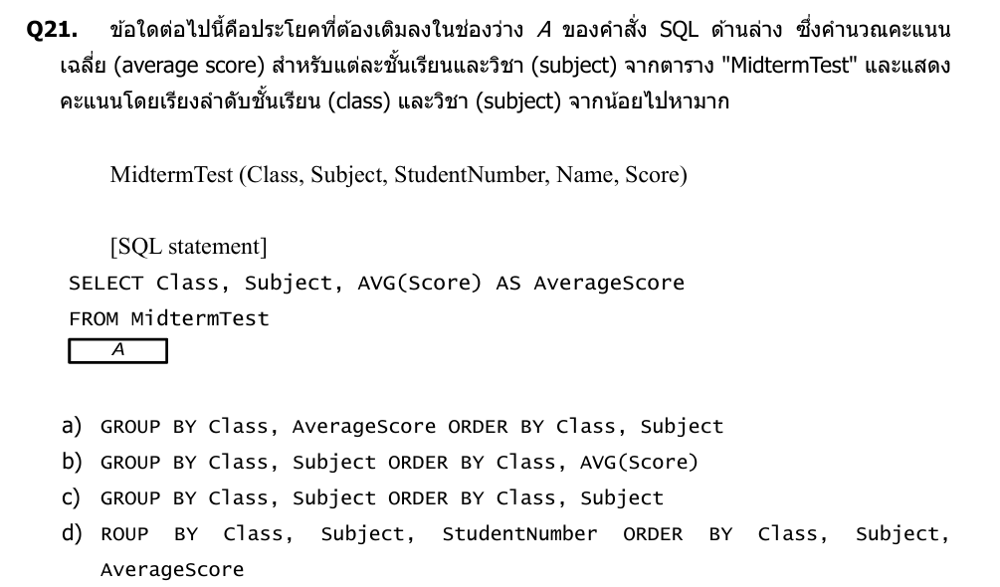 Q21. ข้อใดต่อไปนี้คือประโยคที่ต้องเติมลงในช่องว่าง A ของคำสั่ง SQL ด้านล่าง ซึ่งคำนวณคะแนน
เฉลี่ย (average score) สำหรับแต่ละชั้นเรียนและวิชา (subject) จากตาราง "MidtermTest" และแสดง
คะแนนโดยเรียงลำดับชั้นเรียน (class) และวิชา (subject) จากน้อยไปหามาก
MidtermTest (Class, Subject, StudentNumber, Name, Score)
[SQL statement]
SELECT Class, Subject, AVG(Score) AS AverageScore
FROM MidtermTest
A
a) GROUP BY Class, AverageScore ORDER BY Class, Subject
b) GROUP BY Class, Subject ORDER BY Class, AVG(Score)
c) GROUP BY Class, Subject ORDER BY Class, Subject
d) ROUP BY Class, Subject, StudentNumber ORDER BY Class, Subject,
AverageScore